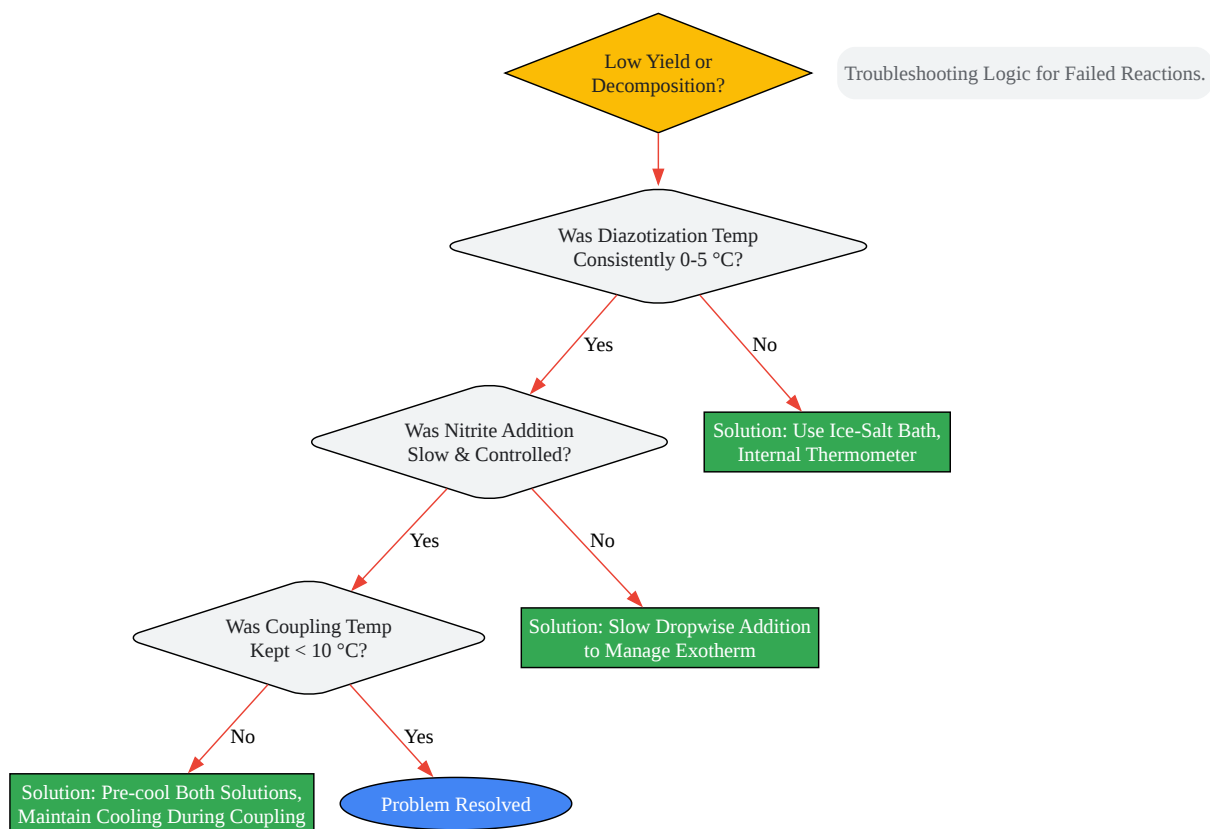 Low Yield or
Decomposition?
Troubleshooting Logic for Failed Reactions.
Was Diazotization Temp
Consistently 0-5 °C?
Yes
No
Was Nitrite Addition
Slow & Controlled?
Solution: Use Ice-Salt Bath,
Internal Thermometer
Yes
No
Was Coupling Temp
Kept < 10 °C?
Solution: Slow Dropwise Addition
to Manage Exotherm
No
Yes
Solution: Pre-cool Both Solutions,
Maintain Cooling During Coupling
Problem Resolved